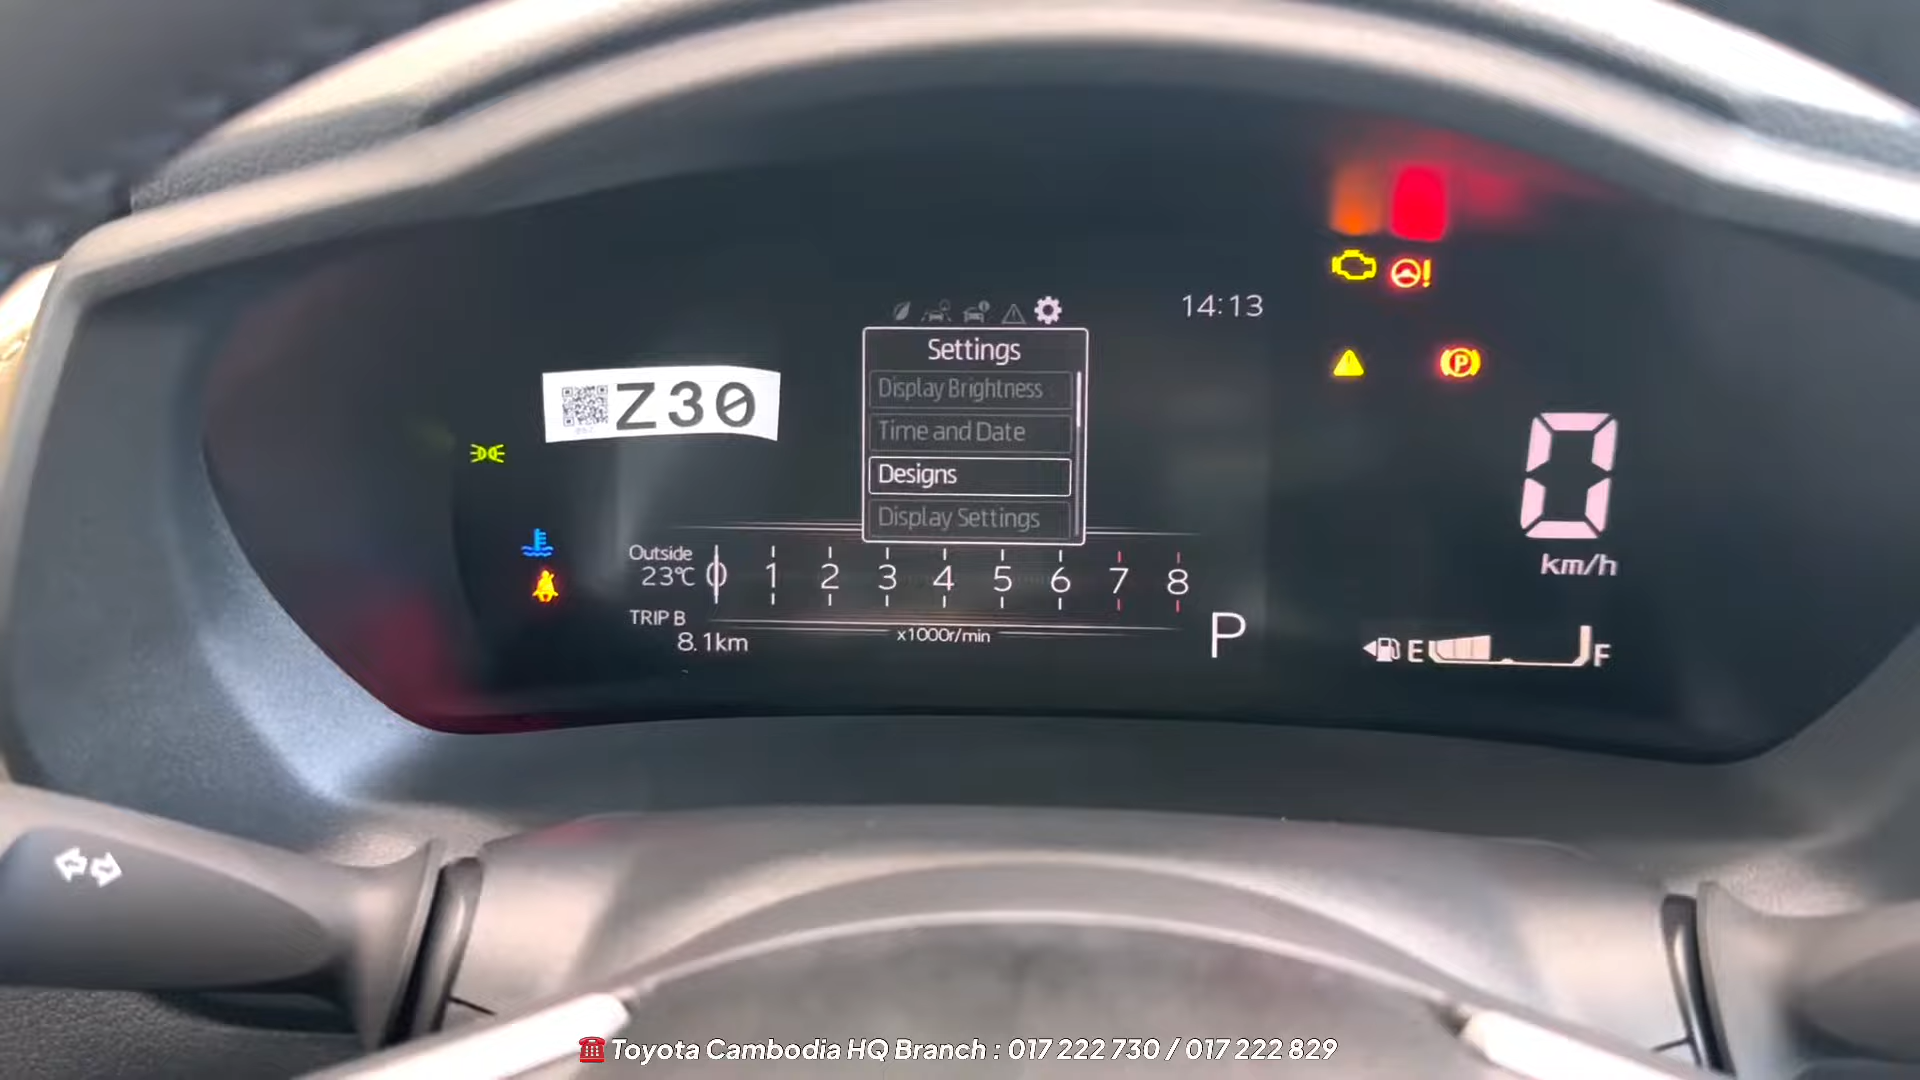 14:13
Settings
Display Brightness
Time and Date
Designs
Display Settings
Z30
Outside
23℃
0 1 2 3 4 5 6 7 8
x1000r/min
TRIP B
8.1km
P
!
P
0
km/h
E F
Toyota Cambodia HQ Branch : 017 222 730 / 017 222 829